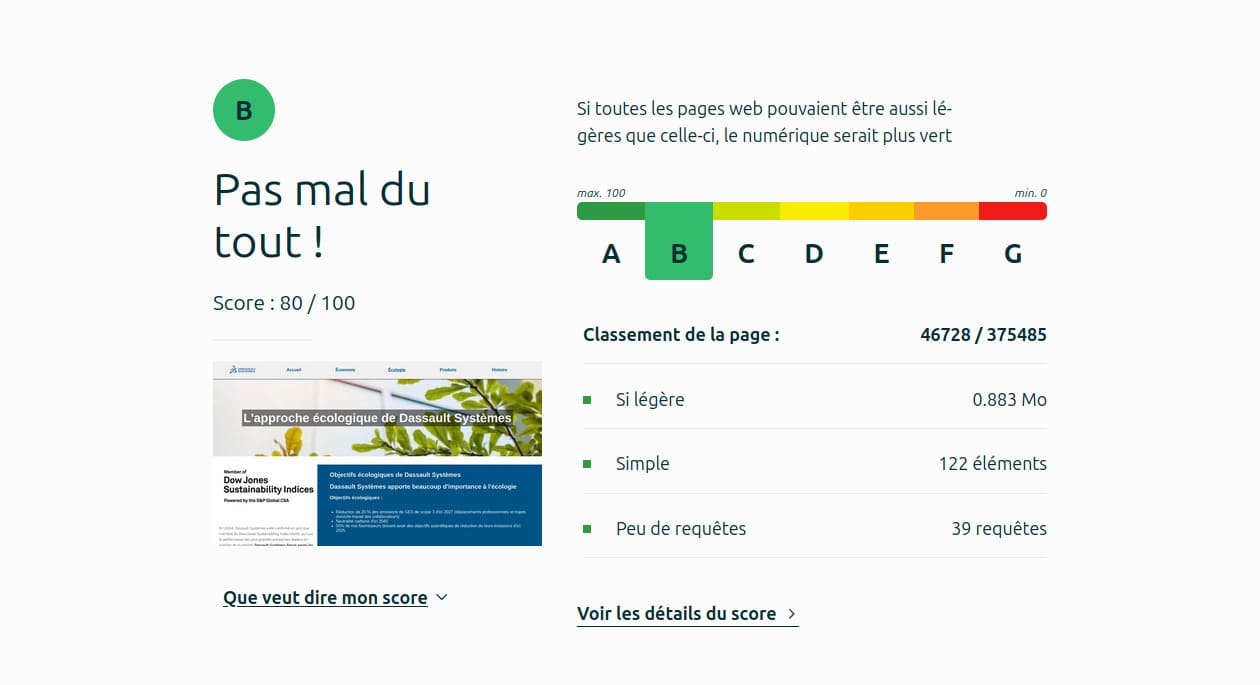 B
Pas mal du
tout !
Score : 80 / 100
Accueil Economie Écologie Produits Histoire
L'approche écologique de Dassault Systèmes
Member of
Dow Jones
Sustainability Indices
Powered by the S&P Global CSA
Objectifs écologiques de Dassault Systèmes
Dassault Systèmes apporte beaucoup d'importance à l'écologie
Objectifs écologiques :
Que veut dire mon score
Si toutes les pages web pouvaient être aussi lé-
gères que celle-ci, le numérique serait plus vert
max. 100 min. 0
A B C D E F G
Classement de la page : 46728 / 375485
Si légère 0.883 Mo
Simple 122 éléments
Peu de requêtes 39 requêtes
Voir les détails du score